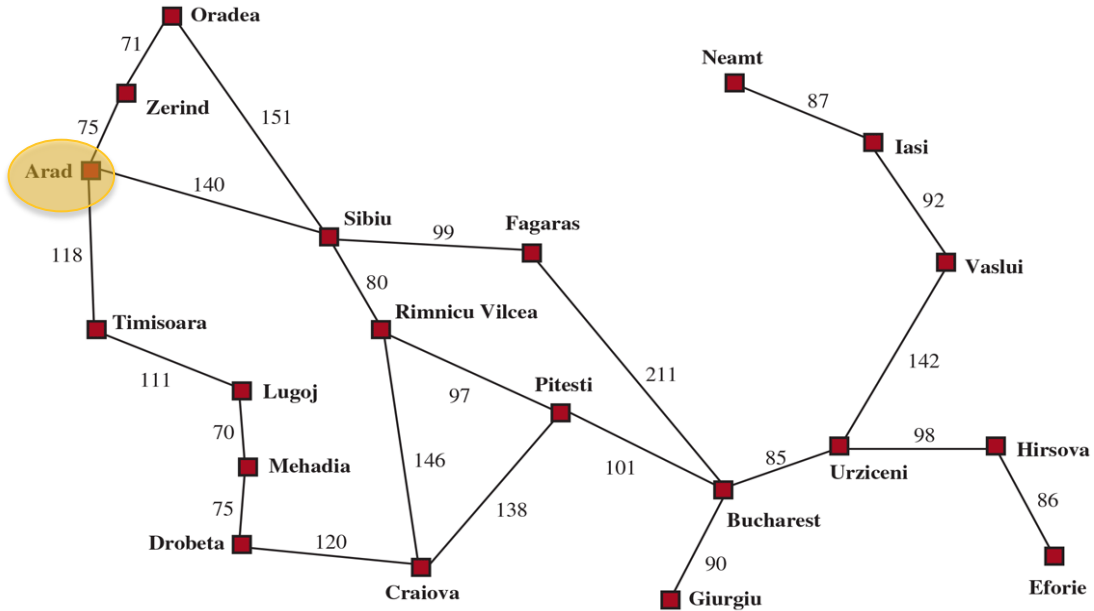 Oradea
71
Neamt
87
Zerind
151
75
Iasi
Arad
140
92
Sibiu
Fagaras
99
118
Vaslui
80
Timisoara
Rimnicu Vilcea
142
111
Lugoj
Pitesti
211
97
70
98
Hirsova
Mehadia
146
101
85
Urziceni
75
138
86
Bucharest
Drobeta
120
90
Craiova
Giurgiu
Eforie